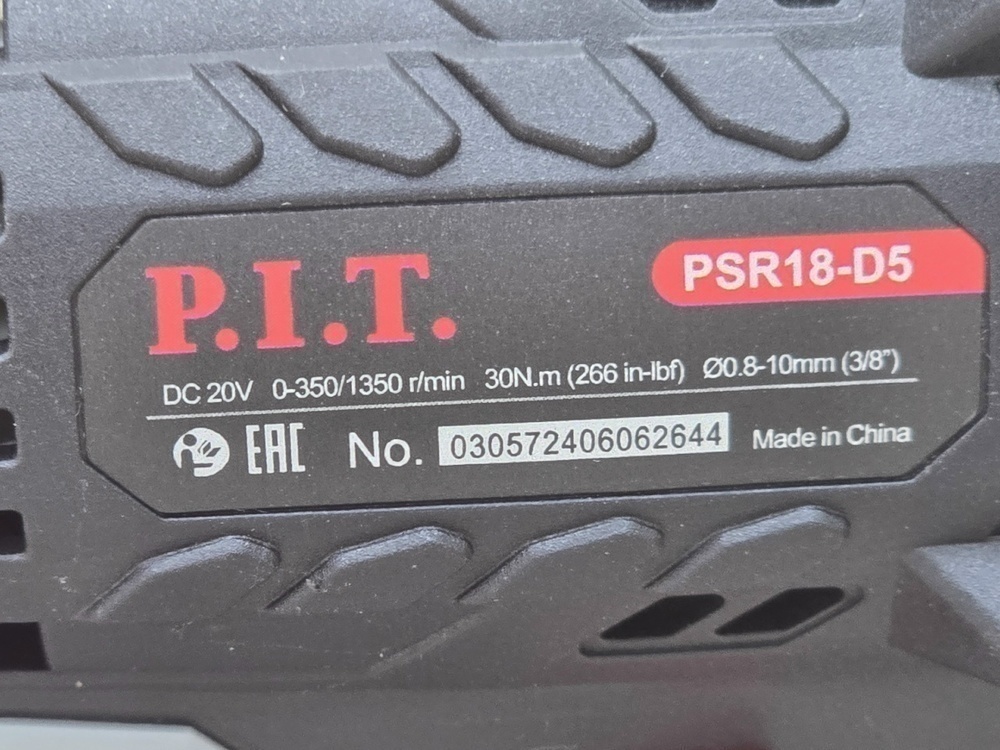 P.I.T.
PSR18-D5
DC 20V 0-350/1350 r/min 30N.m (266 in-lbf) Ø0.8-10mm (3/8")
EAC No. 030572406062644 Made in China